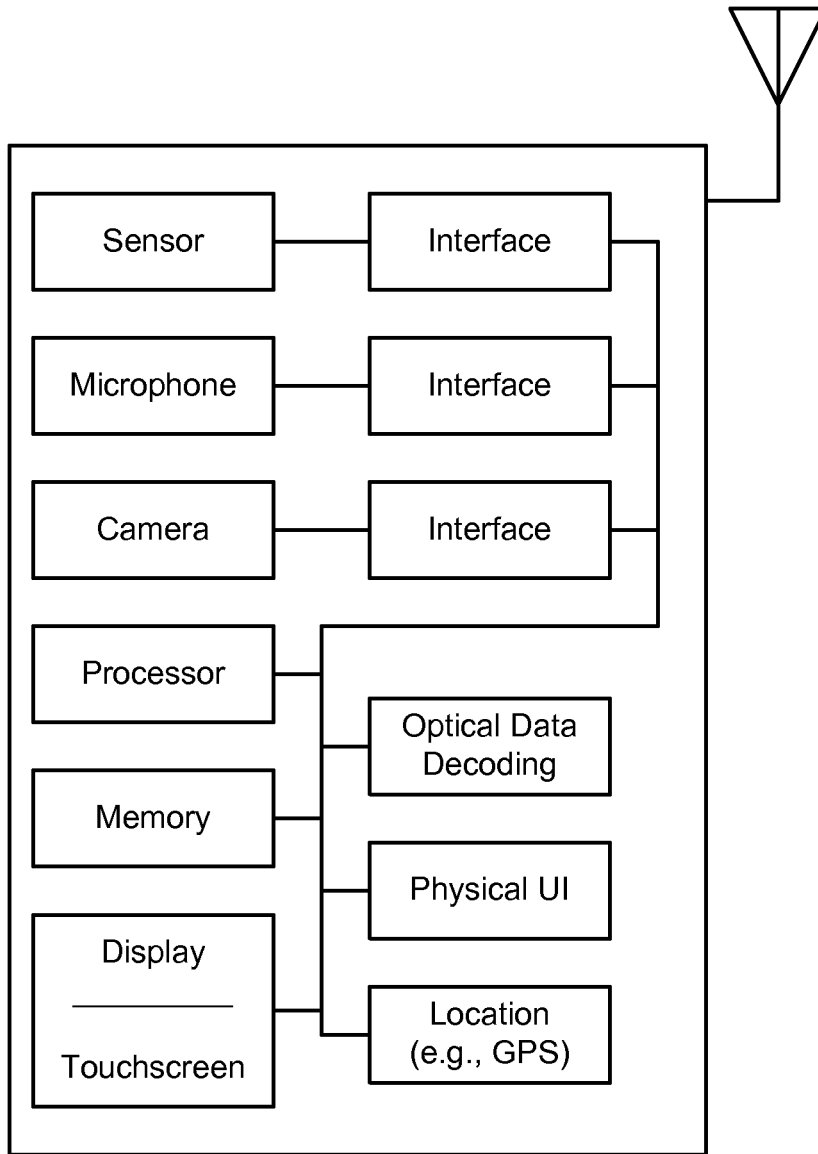 Sensor
Interface
Microphone
Interface
Camera
Interface
Processor
Optical Data
Decoding
Memory
Physical UI
Display
Touchscreen
Location
(e.g., GPS)